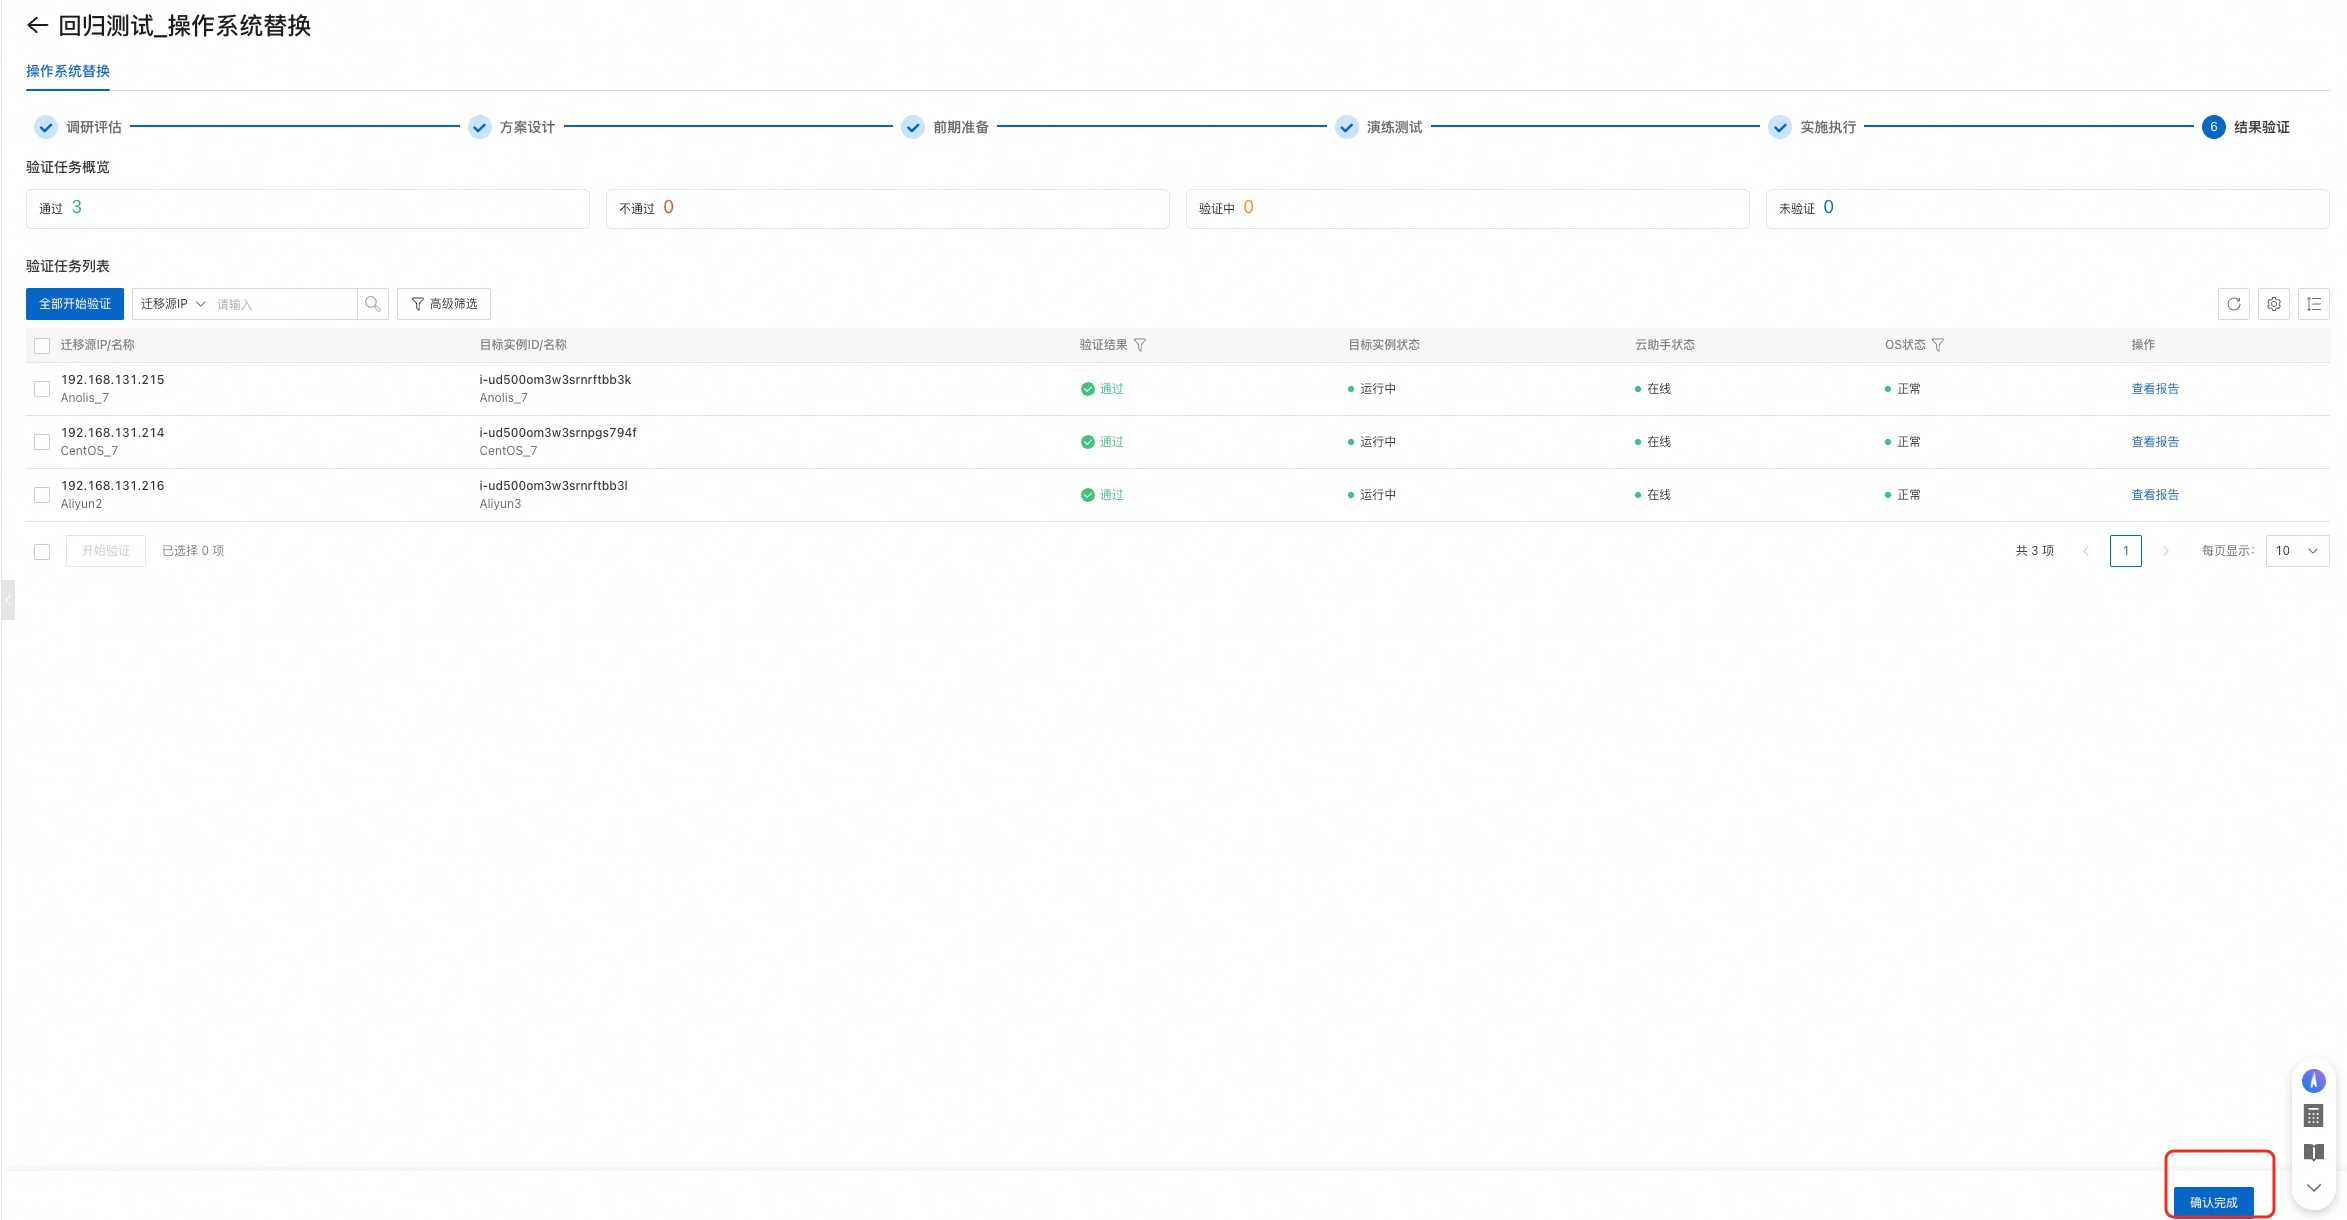 回归测试_操作系统替换
操作系统替换
调研评估 方案设计 前期准备 演练测试 实施执行 6 结果验证
验证任务概览
通过 3 不通过 0 验证中 0 未验证 0
验证任务列表
全部开始验证 迁移源IP 请输入 高级筛选
迁移源IP/名称 目标实例ID/名称 验证结果 目标实例状态 云助手状态 OS状态 操作
192.168.131.215 i-ud500om3w3srnrftbb3k 通过 运行中 在线 正常 查看报告
Anolis_7 Anolis_7
192.168.131.214 i-ud500om3w3srnpgs794f 通过 运行中 在线 正常 查看报告
CentOS_7 CentOS_7
192.168.131.216 i-ud500om3w3srnrftbb3l 通过 运行中 在线 正常 查看报告
Aliyun2 Aliyun3
开始验证 已选择 0 项 共 3 项 1 每页显示: 10
确认完成